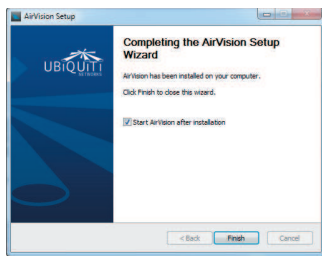 AirVision Setup
UBIQUITI
NETWORKS
Completing the AirVision Setup
Wizard
AirVision has been installed on your computer.
Click Finish to close this wizard.
Start AirVision after installation
< Back
Finish
Cancel